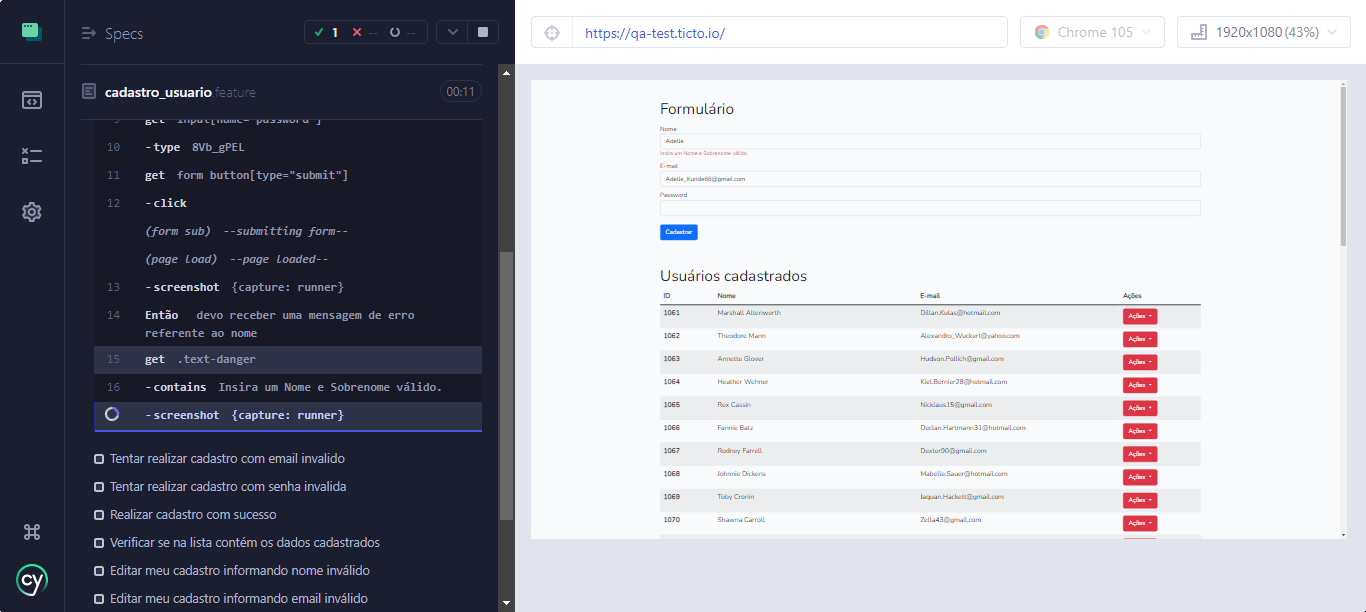 Specs
1
--
--
cadastro_usuario.feature
00:11
9 get input[name="password"]
10 -type 8Vb_gPEL
11 get form button[type="submit"]
12 -click
(form sub) --submitting form--
(page load) --page loaded--
13 -screenshot {capture: runner}
14 Então devo receber uma mensagem de erro
referente ao nome
15 get .text-danger
16 -contains Insira um Nome e Sobrenome válido.
-screenshot {capture: runner}
Tentar realizar cadastro com email invalido
Tentar realizar cadastro com senha invalida
Realizar cadastro com sucesso
Verificar se na lista contém os dados cadastrados
Editar meu cadastro informando nome inválido
Editar meu cadastro informando email inválido
cy
https://qa-test.ticto.io/
Chrome 105
1920x1080 (43%)
Formulário
Nome
Adelle
Insira um Nome e Sobrenome válido.
E-mail
Adelle_Kunde68@gmail.com
Password
Cadastrar
Usuários cadastrados
ID Nome E-mail Ações
1061 Marshall Altenwerth Dillan.Kulas@hotmail.com Ações
1062 Theodore Mann Alexandro_Wuckert@yahoo.com Ações
1063 Annette Glover Hudson.Pollich@gmail.com Ações
1064 Heather Wehner Kiel.Bernier28@hotmail.com Ações
1065 Rex Cassin Nicklaus15@gmail.com Ações
1066 Fannie Batz Declan.Hartmann31@hotmail.com Ações
1067 Rodney Farrell Dexter90@gmail.com Ações
1068 Johnnie Dickens Mabelle.Sauer@hotmail.com Ações
1069 Toby Cronin Jaquan.Hackett@gmail.com Ações
1070 Shawna Carroll Zella43@gmail.com Ações